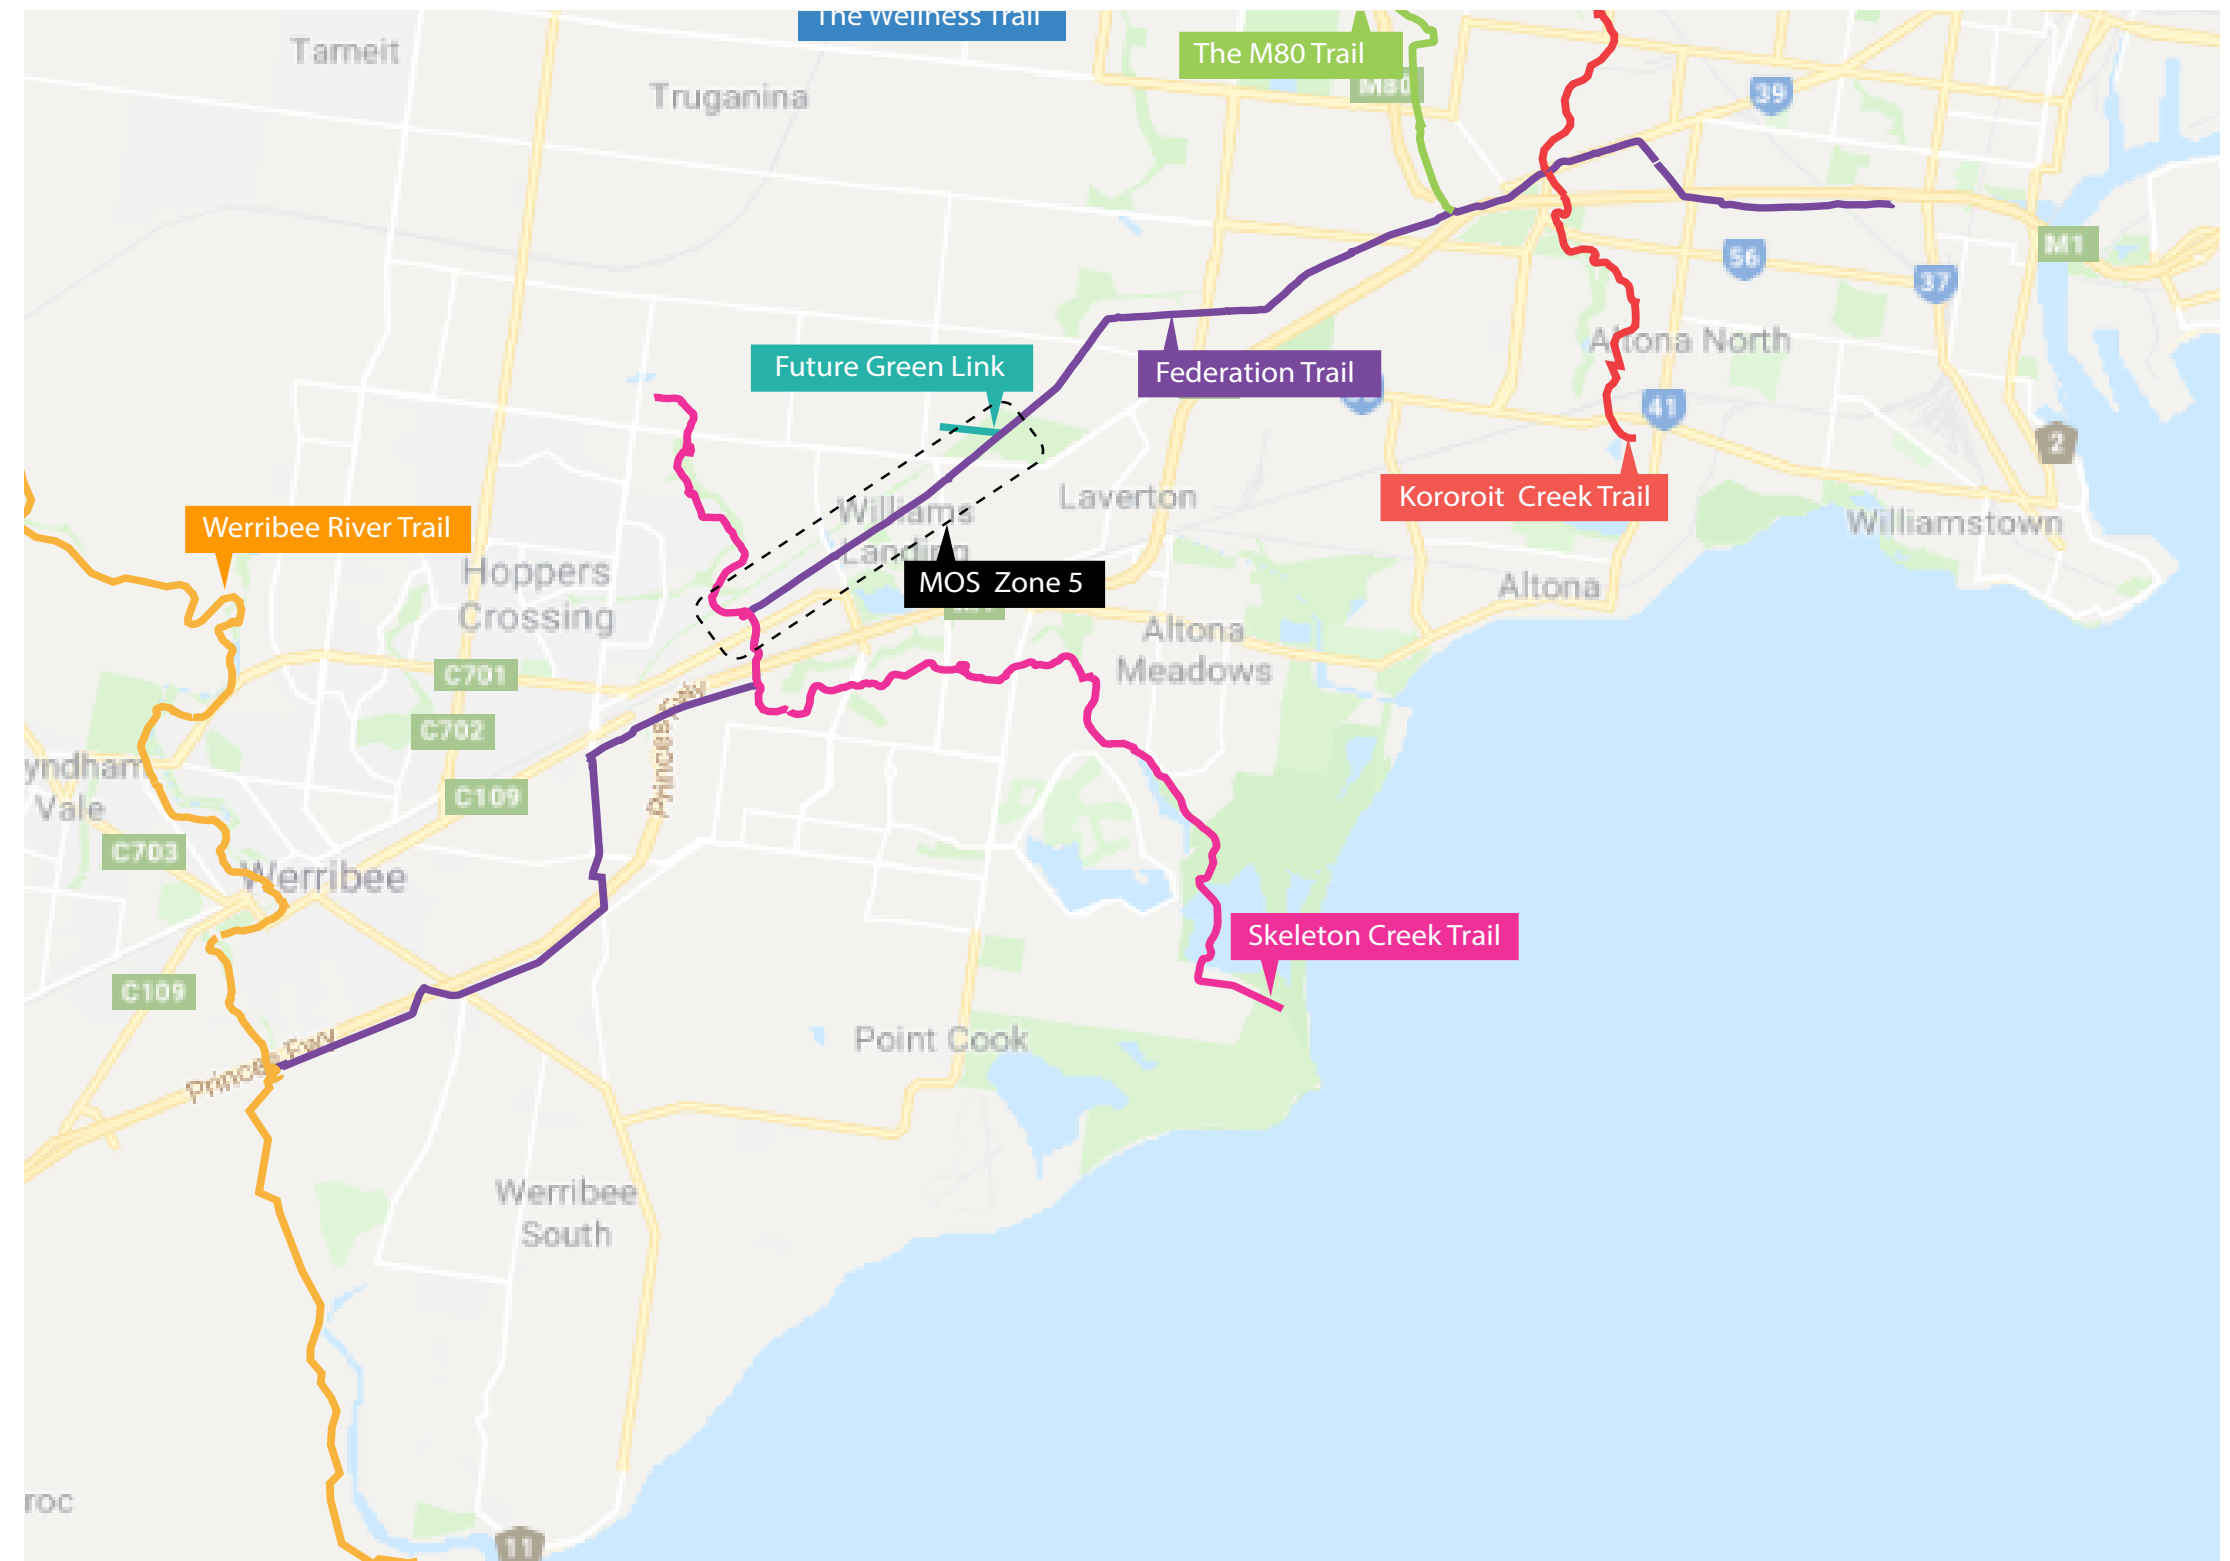 The Wellness Trail
Tarneit
The M80 Trail
Truganina
M80
39
M1
56
37
Altona North
Future Green Link
Federation Trail
41
2
Laverton
Kororoit Creek Trail
Williams
Landing
Williamstown
Werribee River Trail
Hoppers
Crossing
MOS Zone 5
Altona
Altona
Meadows
C701
Princes Fwy
C702
yndham
Vale
C109
C703
Werribee
Skeleton Creek Trail
C109
Point Cook
Princes Fwy
Werribee
South
roc
11